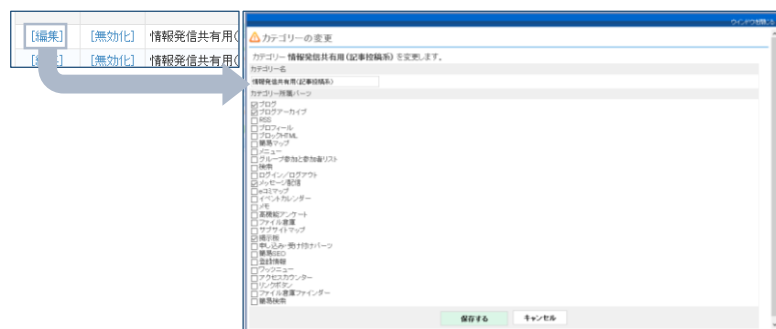 [編集] [無効化] 情報発信共有用(
[無効化] 情報発信共有用(
ウインドウを閉じる
カテゴリーの変更
カテゴリー 情報発信共有用(記事投稿系) を変更します。
カテゴリー名
情報発信共有用(記事投稿系)
カテゴリー所属パーツ
ブログ
ブログアーカイブ
RSS
プロフィール
ブロックHTML
簡易マップ
メニュー
グループ参加と参加者リスト
検索
ログイン/ログアウト
メッセージ配信
eコミマップ
イベントカレンダー
メモ
高機能アンケート
ファイル倉庫
サブサイトマップ
掲示板
申し込み・受け付けパーツ
簡易SEO
登録情報
ワッツニュー
アクセスカウンター
リンクボタン
ファイル倉庫ファインダー
簡易検索
保存する キャンセル